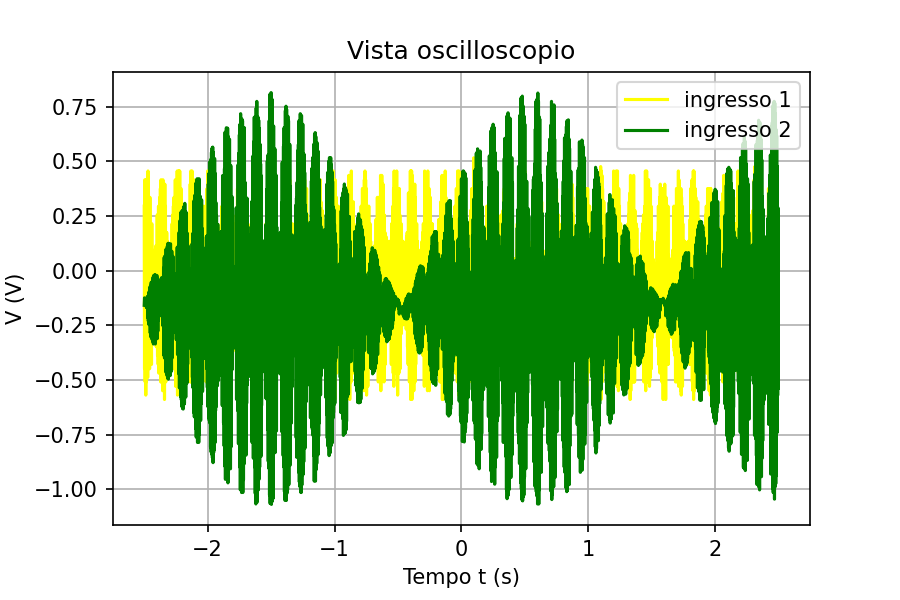 Vista oscilloscopio
ingresso 1
ingresso 2
V (V)
0.75
0.50
0.25
0.00
−0.25
−0.50
−0.75
−1.00
−2
−1
0
1
2
Tempo t (s)